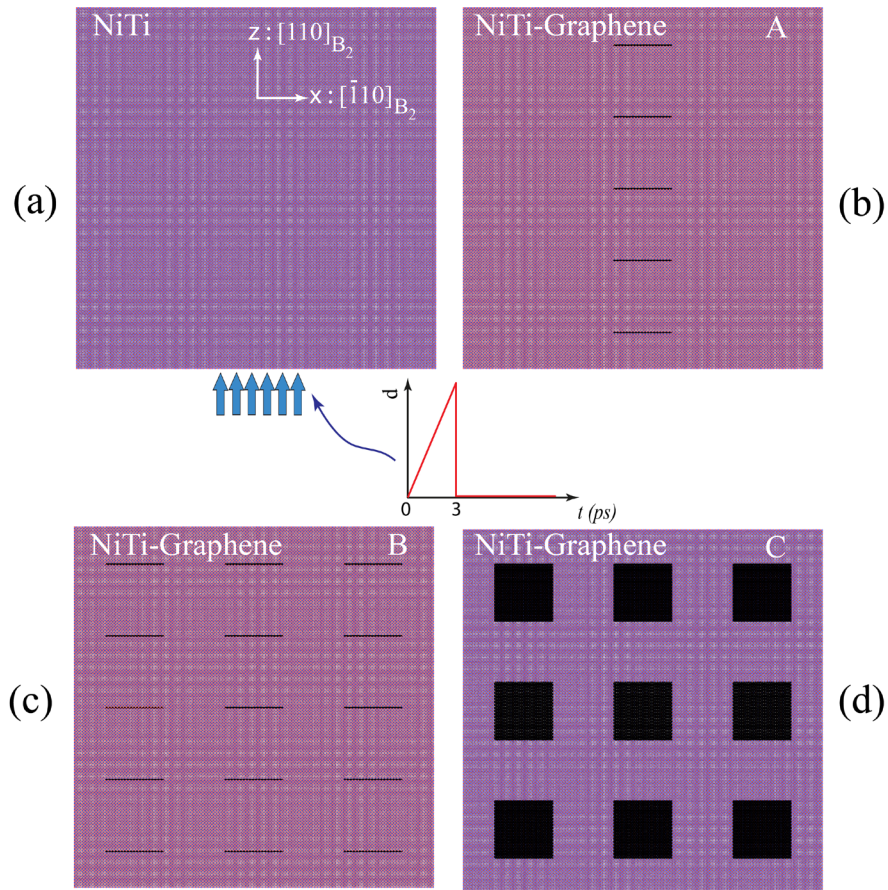 NiTi
z : [110]B2
x : [1̄10]B2
(a)
NiTi-Graphene A
(b)
d
0 3 t (ps)
NiTi-Graphene B
(c)
NiTi-Graphene C
(d)